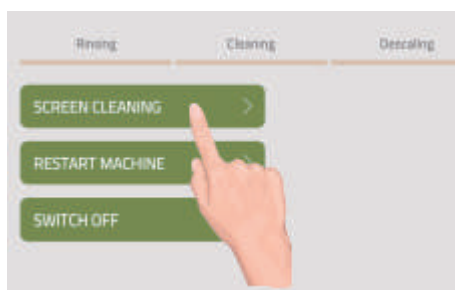 Rinsing Cleaning Descaling
SCREEN CLEANING
RESTART MACHINE
SWITCH OFF